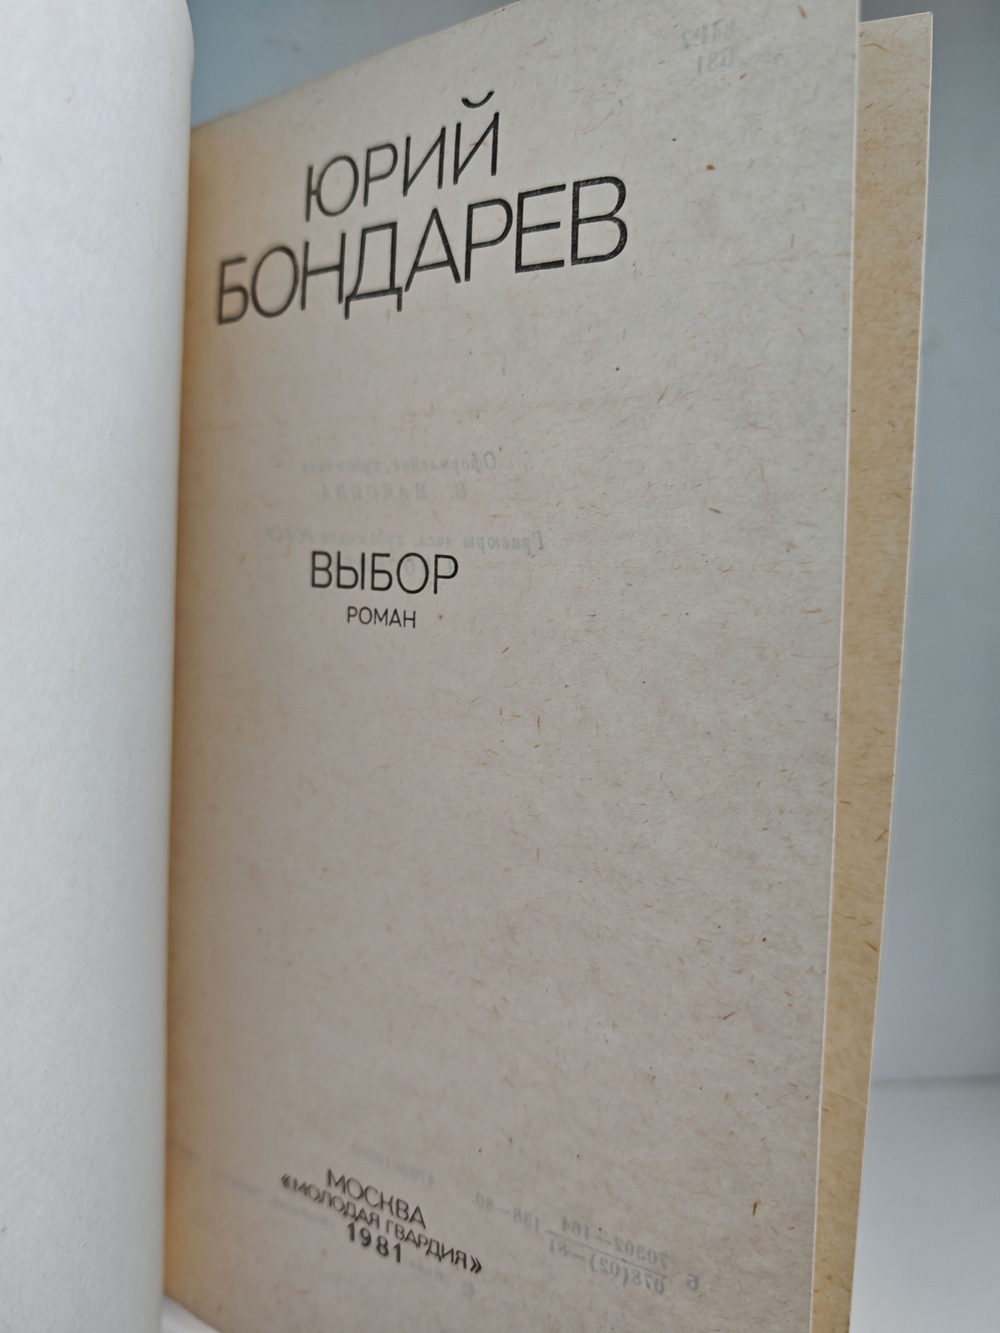 ЮРИЙ
БОНДАРЕВ
ВЫБОР
РОМАН
МОСКВА
«МОЛОДАЯ ГВАРДИЯ»
1981